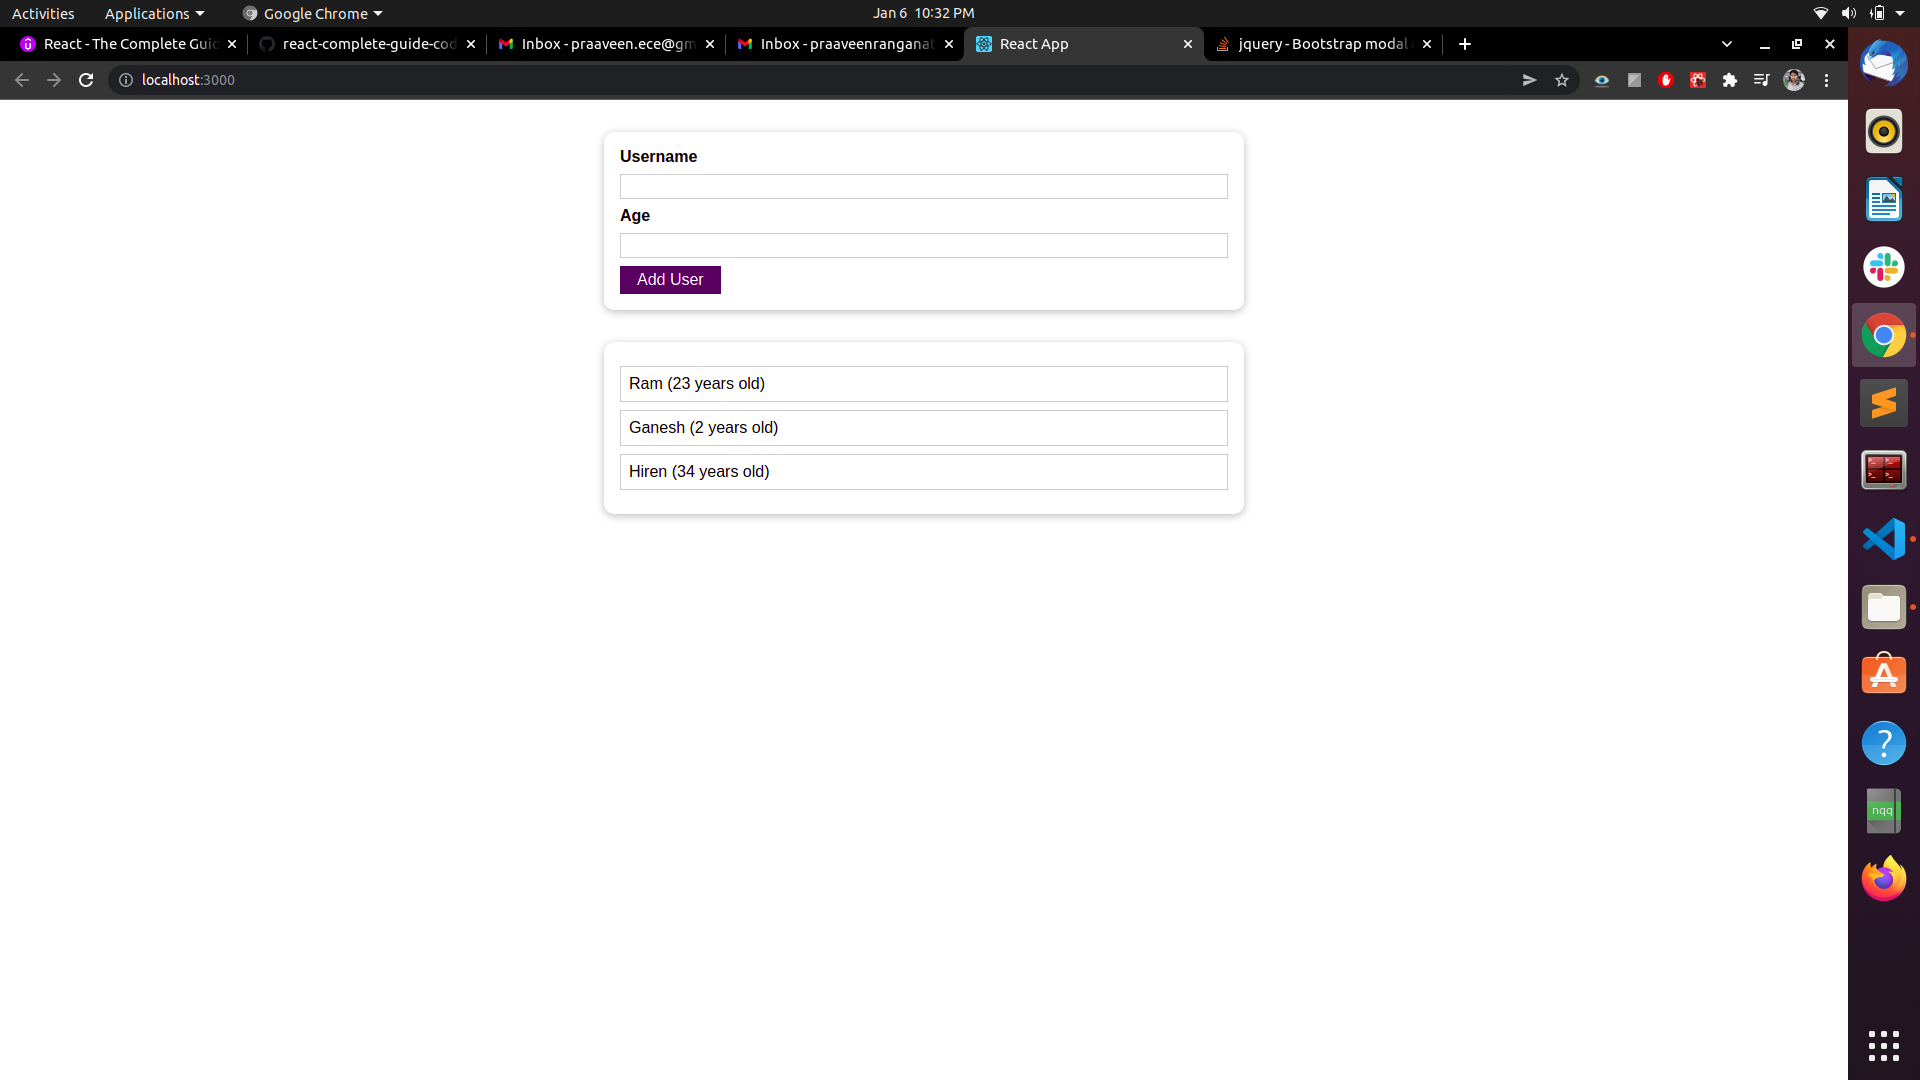 Activities Applications Google Chrome Jan 6 10:32 PM
React - The Complete Guid react-complete-guide-cod Inbox - praaveen.ece@gm Inbox - praaveenranganat React App jquery - Bootstrap modal
localhost:3000
Username
Age
Add User
Ram (23 years old)
Ganesh (2 years old)
Hiren (34 years old)
nqq